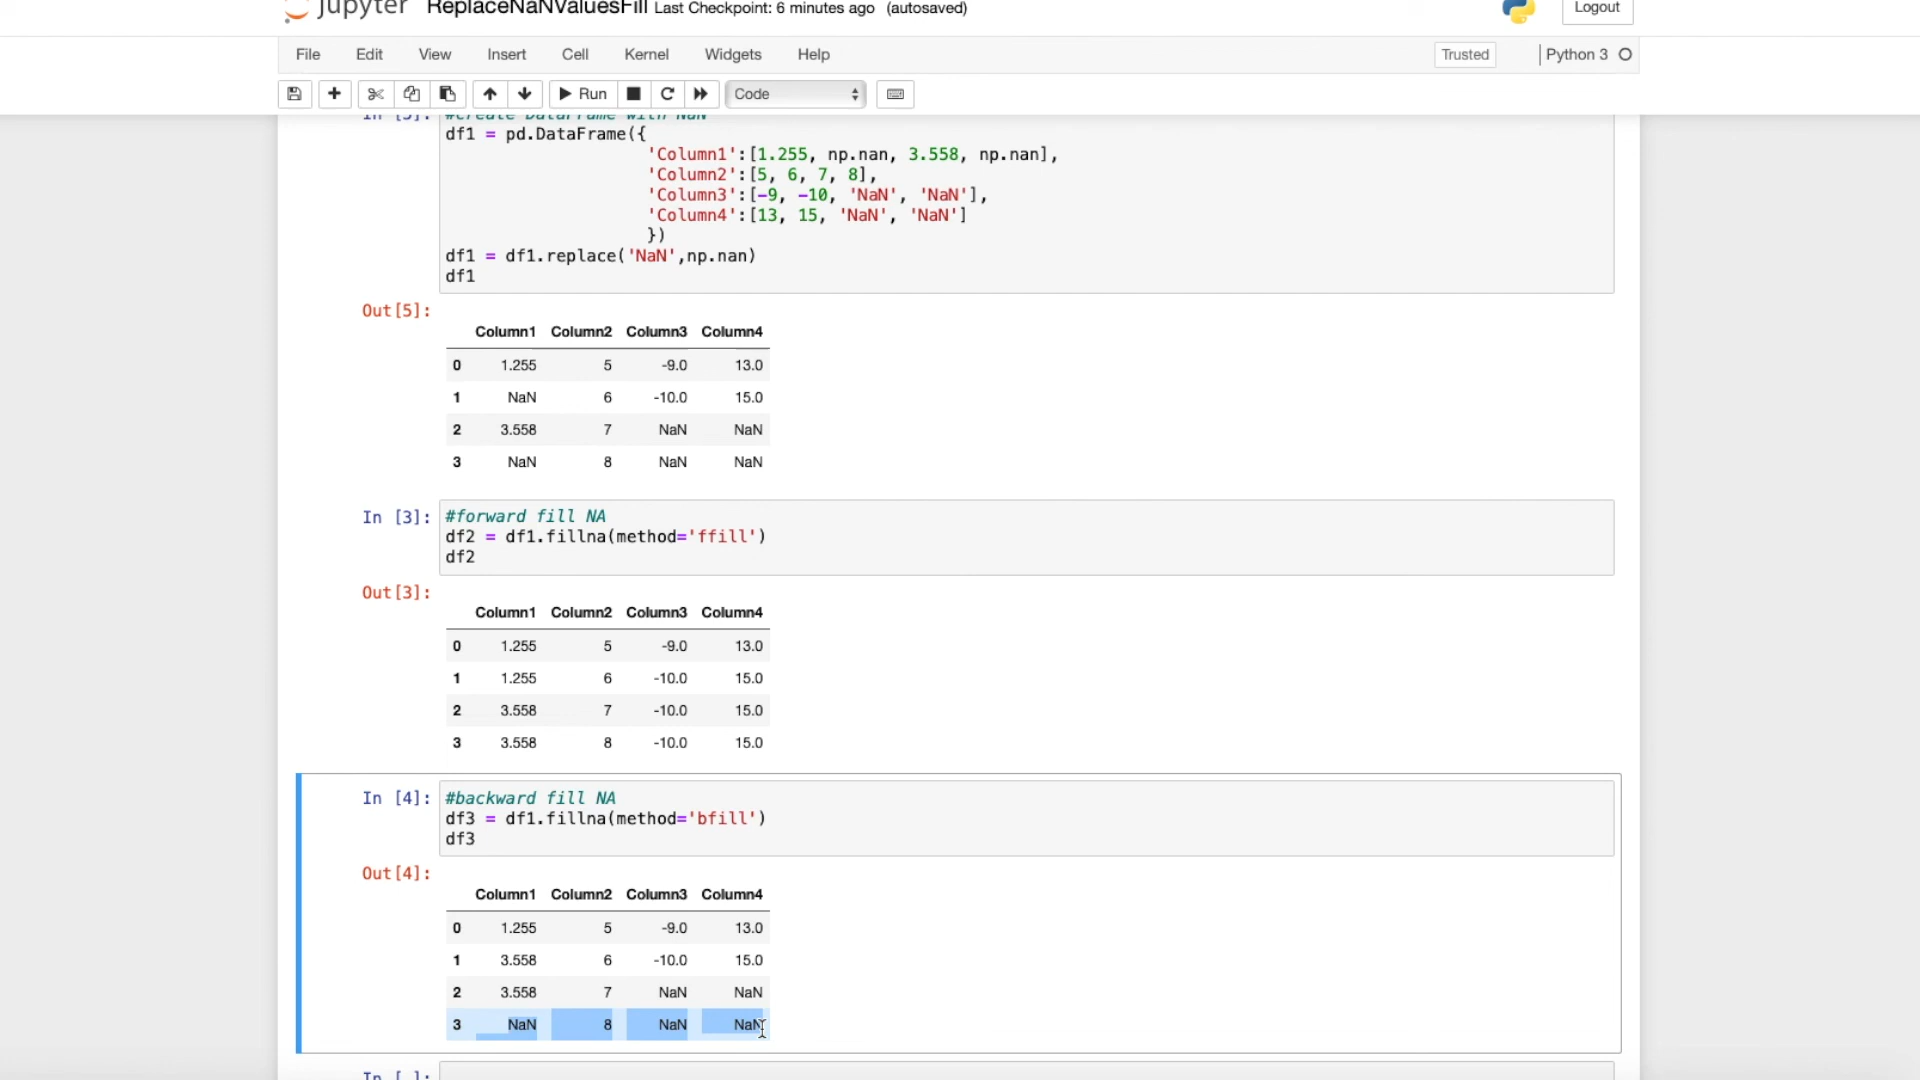 jupyter ReplaceNaNValuesFill Last Checkpoint: 6 minutes ago (autosaved) Logout
File Edit View Insert Cell Kernel Widgets Help Trusted Python 3
Run Code
In [5]: #create DataFrame with NaN
df1 = pd.DataFrame({
'Column1':[1.255, np.nan, 3.558, np.nan],
'Column2':[5, 6, 7, 8],
'Column3':[-9, -10, 'NaN', 'NaN'],
'Column4':[13, 15, 'NaN', 'NaN']
})
df1 = df1.replace('NaN',np.nan)
df1
Out[5]:
Column1 Column2 Column3 Column4
0 1.255 5 -9.0 13.0
1 NaN 6 -10.0 15.0
2 3.558 7 NaN NaN
3 NaN 8 NaN NaN
In [3]: #forward fill NA
df2 = df1.fillna(method='ffill')
df2
Out[3]:
Column1 Column2 Column3 Column4
0 1.255 5 -9.0 13.0
1 1.255 6 -10.0 15.0
2 3.558 7 -10.0 15.0
3 3.558 8 -10.0 15.0
In [4]: #backward fill NA
df3 = df1.fillna(method='bfill')
df3
Out[4]:
Column1 Column2 Column3 Column4
0 1.255 5 -9.0 13.0
1 3.558 6 -10.0 15.0
2 3.558 7 NaN NaN
3 NaN 8 NaN NaN
In [ ]: